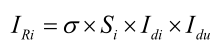 I_{Ri} = σ × S_i × I_{di} × I_{du}